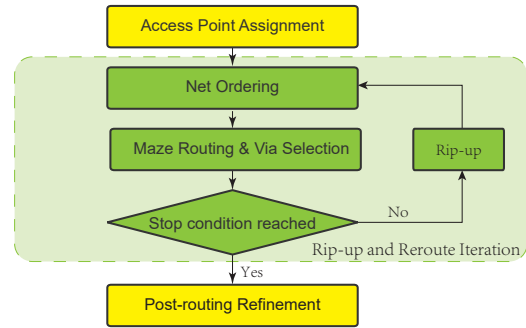 Access Point Assignment
Net Ordering
Maze Routing & Via Selection
Rip-up
Stop condition reached
No
Rip-up and Reroute Iteration
Yes
Post-routing Refinement